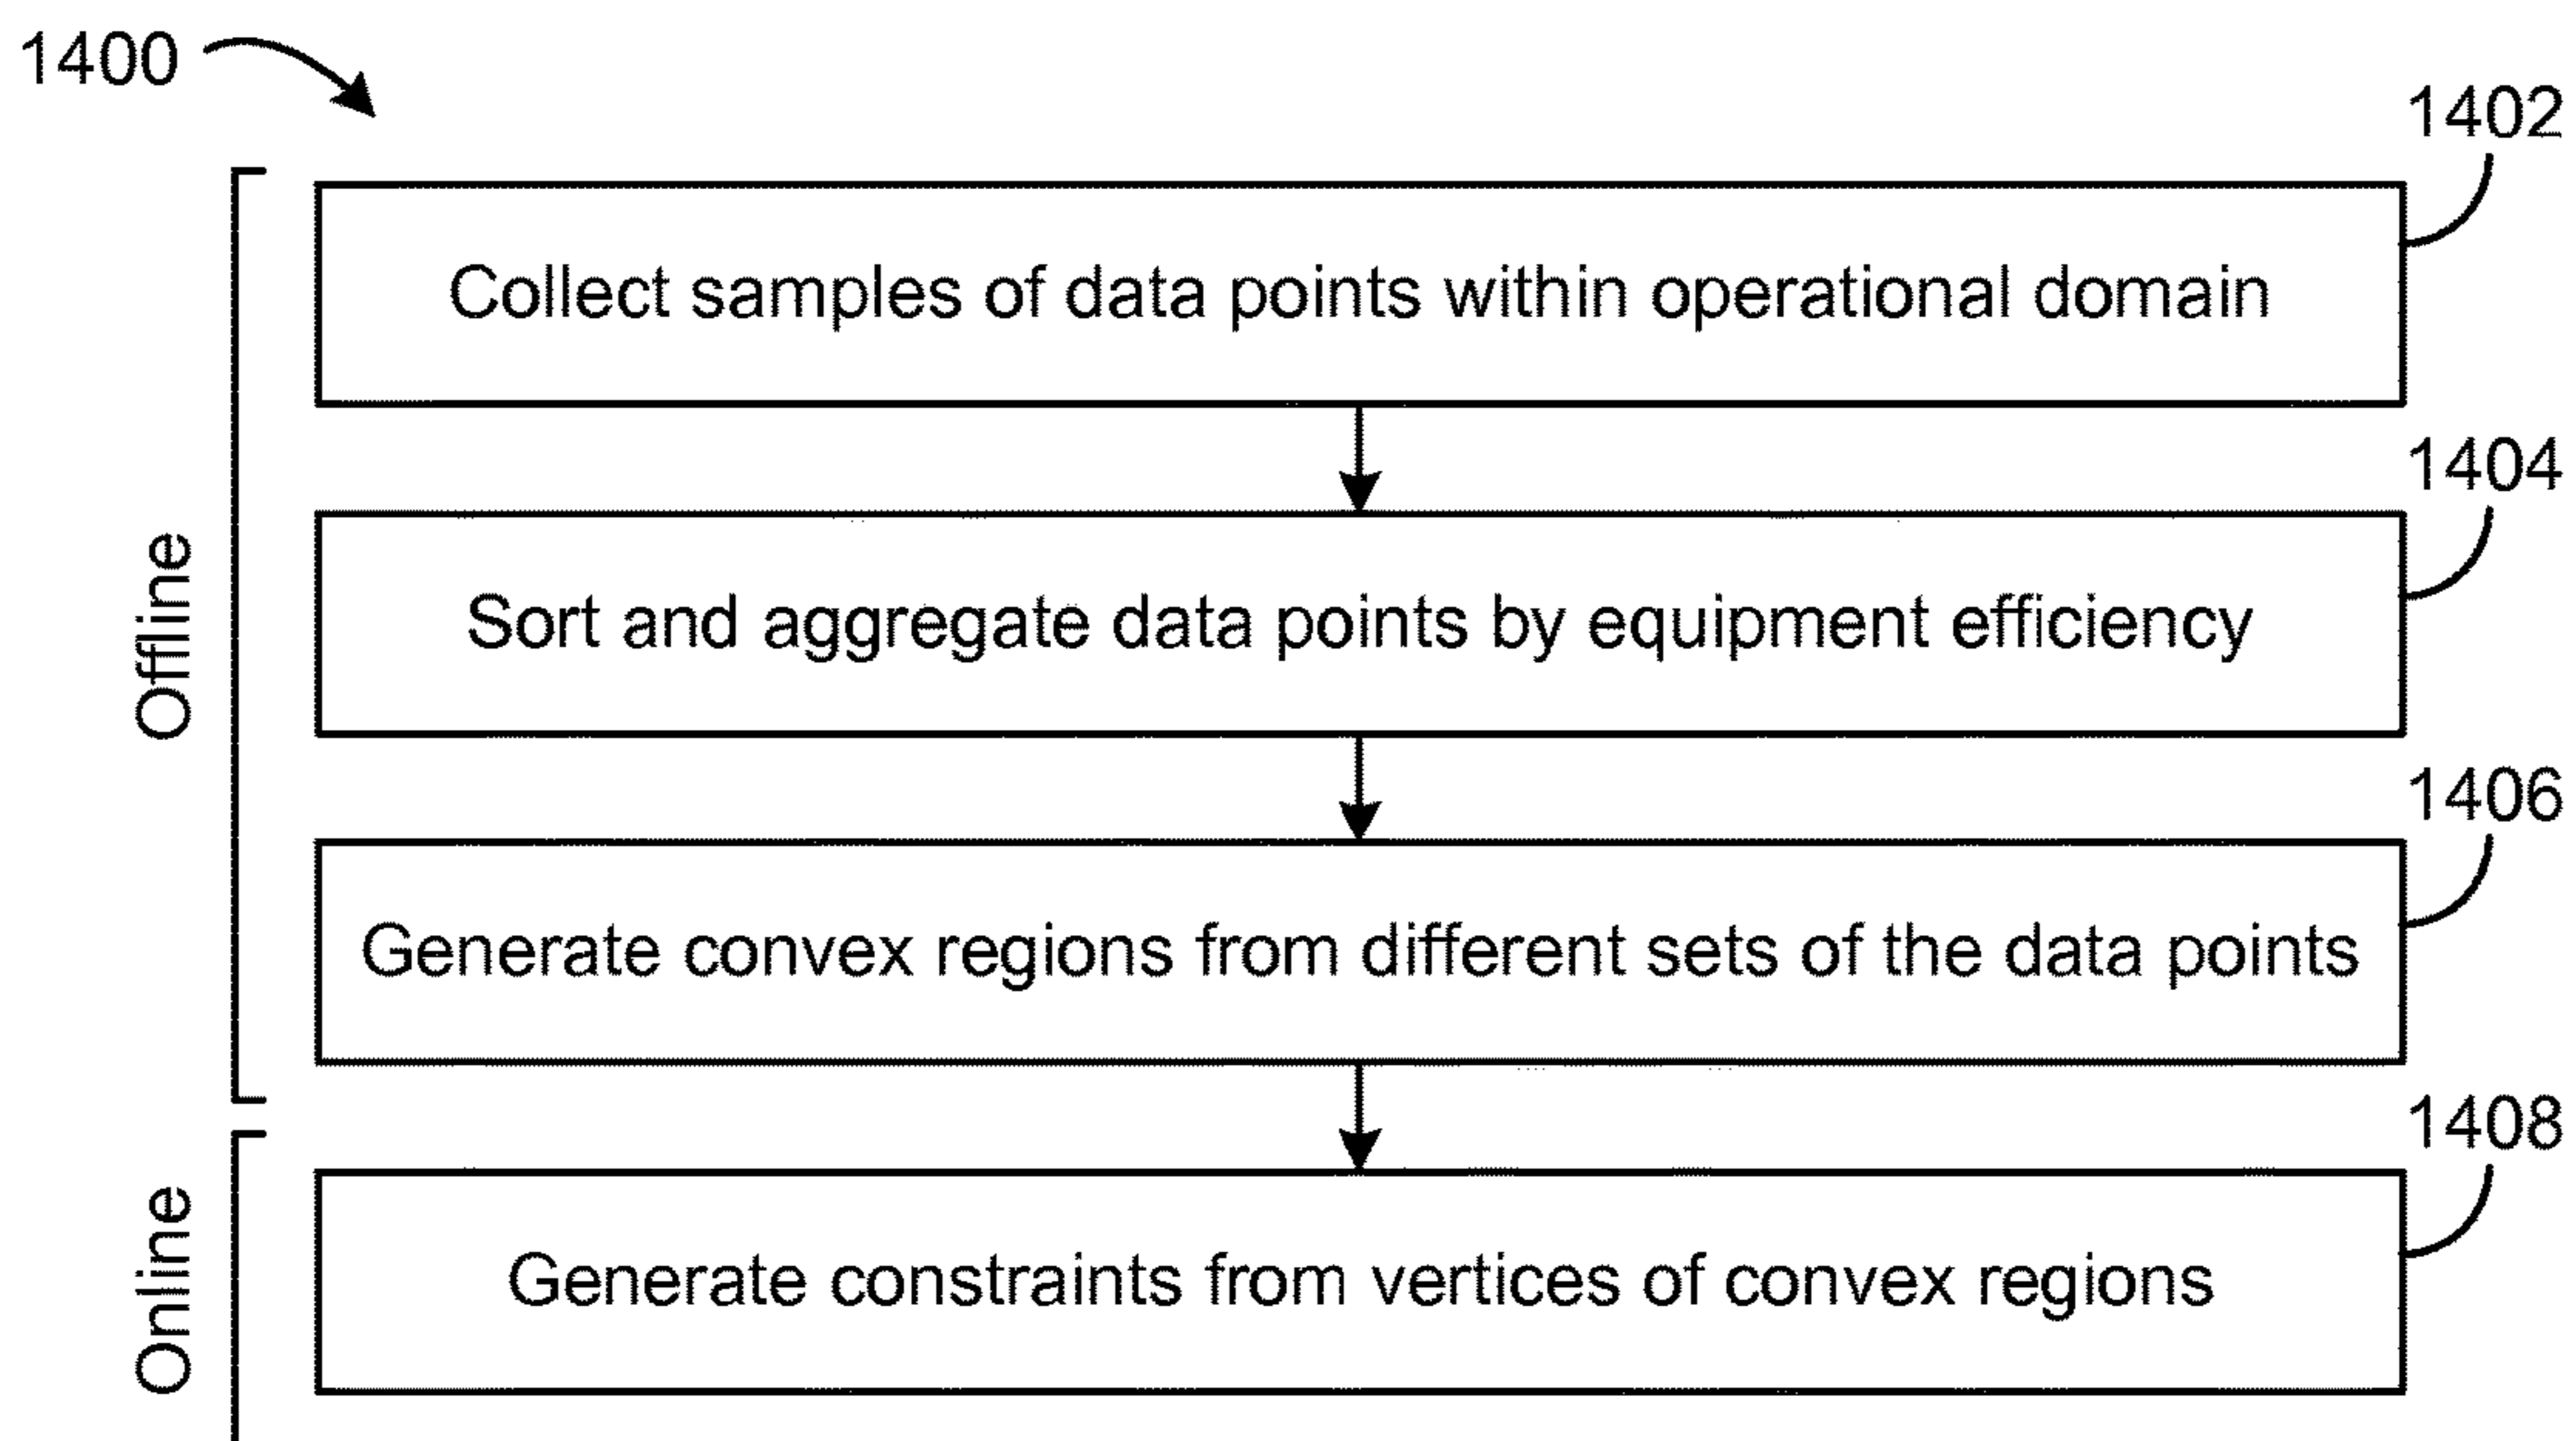 1400
1402
Collect samples of data points within operational domain
1404
Sort and aggregate data points by equipment efficiency
Offline
1406
Generate convex regions from different sets of the data points
1408
Generate constraints from vertices of convex regions
Online